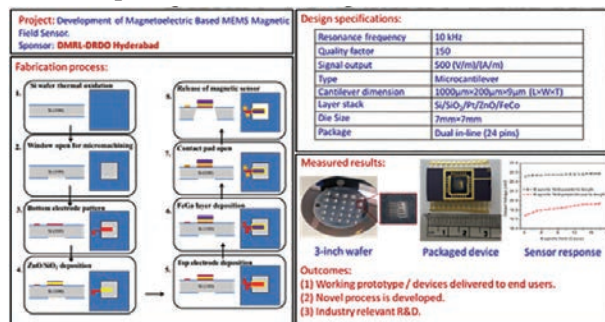 Project: Development of Magnetoelectric Based MEMS Magnetic
Field Sensor.
Sponsor: DMRL-DRDO Hyderabad
Fabrication process:
1.
Si wafer thermal oxidation
2.
Window open for micromachining
3.
Bottom electrode pattern
4.
ZnO/SiO₂ deposition
5.
Top electrode deposition
6.
FeGa layer deposition
7.
Contact pad open
8.
Release of magnetic sensor
Design specifications:
Resonance frequency 10 kHz
Quality factor 150
Signal output 500 (V/m)/(A/m)
Type Microcantilever
Cantilever dimension 1000µm×200µm×9µm (L×W×T)
Layer stack Si/SiO₂/Pt/ZnO/FeCo
Die Size 7mm×7mm
Package Dual in-line (24 pins)
Measured results:
3-inch wafer
Packaged device
Sensor response
Outcomes:
(1) Working prototype / devices delivered to end users.
(2) Novel process is developed.
(3) Industry relevant R&D.